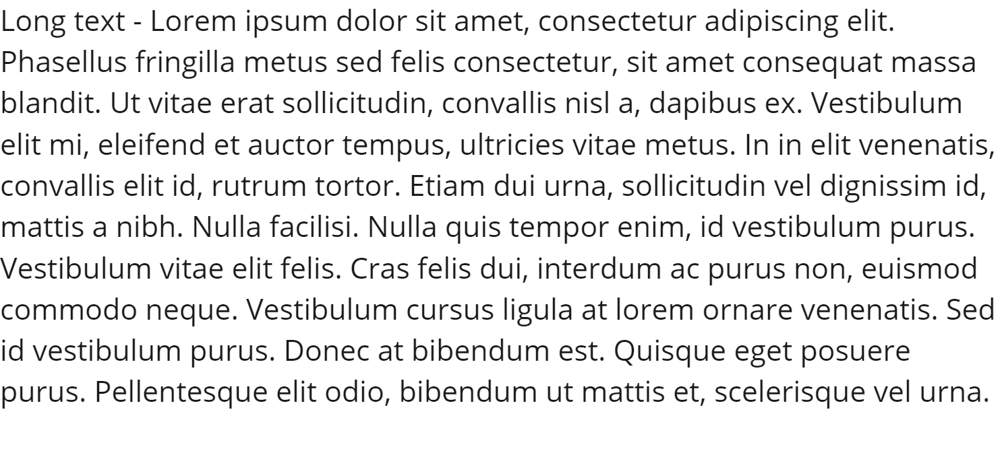 Long text - Lorem ipsum dolor sit amet, consectetur adipiscing elit.
Phasellus fringilla metus sed felis consectetur, sit amet consequat massa
blandit. Ut vitae erat sollicitudin, convallis nisl a, dapibus ex. Vestibulum
elit mi, eleifend et auctor tempus, ultricies vitae metus. In in elit venenatis,
convallis elit id, rutrum tortor. Etiam dui urna, sollicitudin vel dignissim id,
mattis a nibh. Nulla facilisi. Nulla quis tempor enim, id vestibulum purus.
Vestibulum vitae elit felis. Cras felis dui, interdum ac purus non, euismod
commodo neque. Vestibulum cursus ligula at lorem ornare venenatis. Sed
id vestibulum purus. Donec at bibendum est. Quisque eget posuere
purus. Pellentesque elit odio, bibendum ut mattis et, scelerisque vel urna.